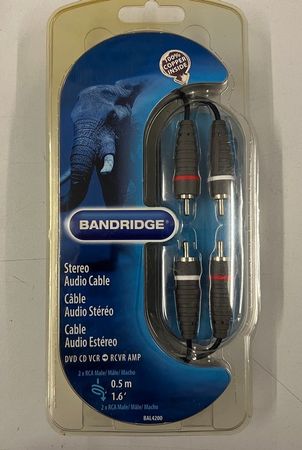 100%
COPPER
INSIDE
BANDRIDGE®
Stereo
Audio Cable
Câble
Audio Stéréo
Cable
Audio Estéreo
DVD CD VCR ➲ RCVR AMP
2 x RCA Male/ Mâle/ Macho
0.5 m
1.6'
2 x RCA Male/ Mâle/ Macho
BAL4200